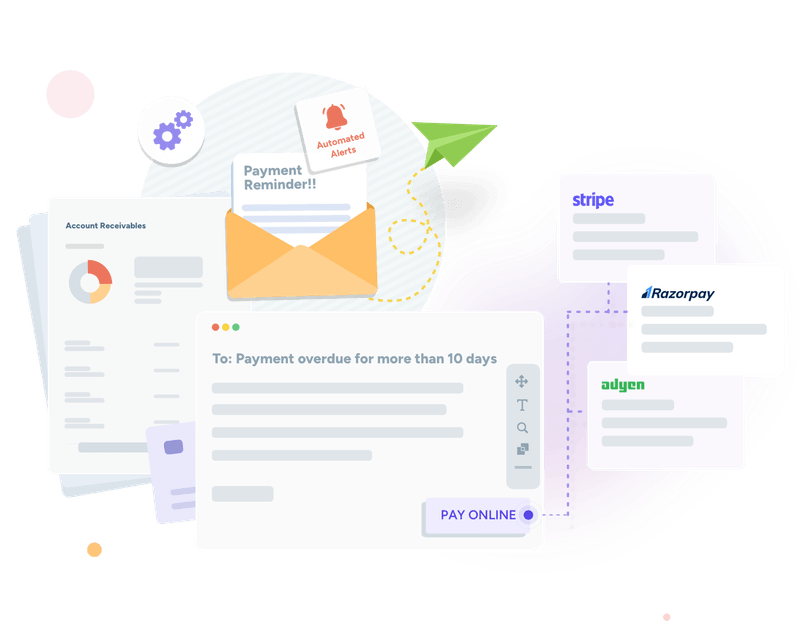 Automated
Alerts
Payment
Reminder!!
Account Receivables
stripe
Razorpay
adyen
To: Payment overdue for more than 10 days
T
PAY ONLINE